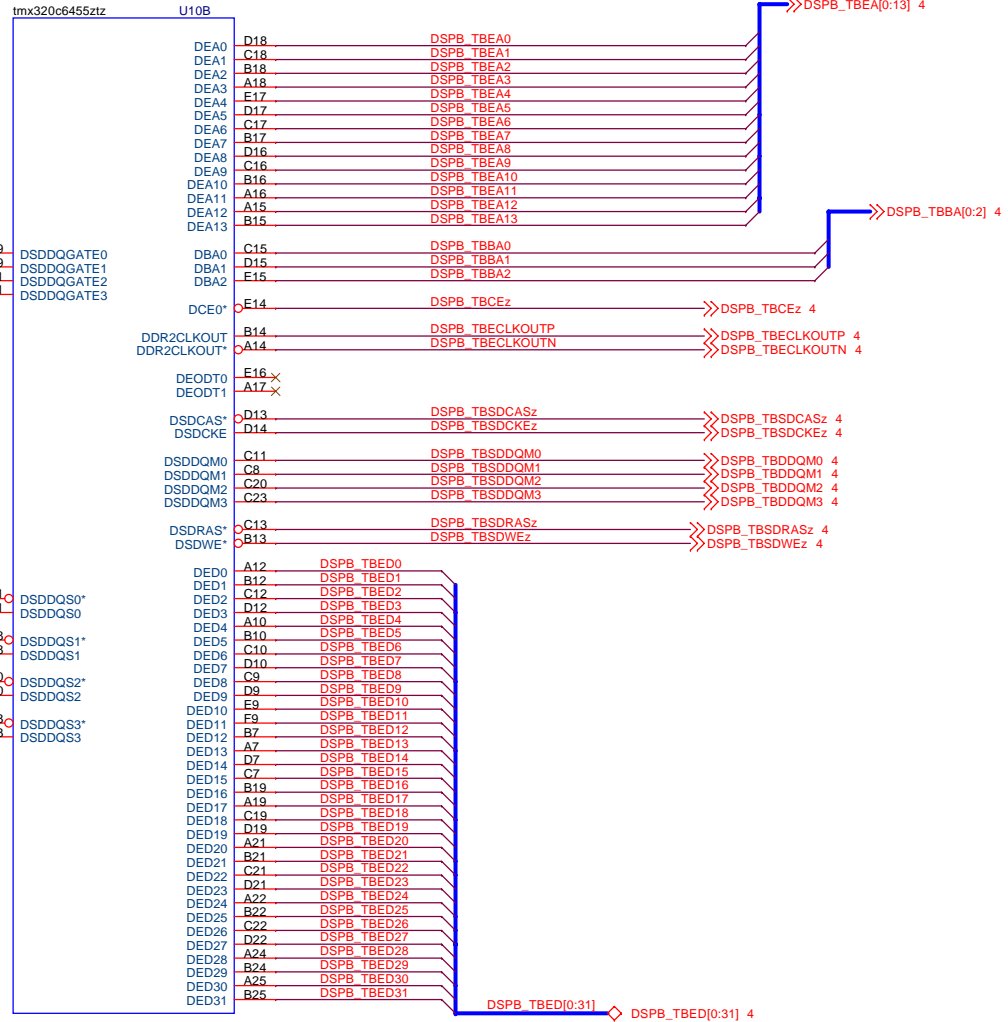 tmx320c6455ztz U10B
DSPB_TBEA[0:13] 4
DEA0 D18 DSPB_TBEA0
DEA1 C18 DSPB_TBEA1
DEA2 B18 DSPB_TBEA2
DEA3 A18 DSPB_TBEA3
DEA4 E17 DSPB_TBEA4
DEA5 D17 DSPB_TBEA5
DEA6 C17 DSPB_TBEA6
DEA7 B17 DSPB_TBEA7
DEA8 D16 DSPB_TBEA8
DEA9 C16 DSPB_TBEA9
DEA10 B16 DSPB_TBEA10
DEA11 A16 DSPB_TBEA11
DEA12 A15 DSPB_TBEA12
DEA13 B15 DSPB_TBEA13
DSPB_TBBA[0:2] 4
DSDDQGATE0 DBA0 C15 DSPB_TBBA0
DSDDQGATE1 DBA1 D15 DSPB_TBBA1
DSDDQGATE2 DBA2 E15 DSPB_TBBA2
DSDDQGATE3
DCE0* E14 DSPB_TBCEz DSPB_TBCEz 4
DDR2CLKOUT B14 DSPB_TBECLKOUTP DSPB_TBECLKOUTP 4
DDR2CLKOUT* A14 DSPB_TBECLKOUTN DSPB_TBECLKOUTN 4
DEODT0 E16
DEODT1 A17
DSDCAS* D13 DSPB_TBSDCASz DSPB_TBSDCASz 4
DSDCKE D14 DSPB_TBSDCKEz DSPB_TBSDCKEz 4
DSDDQM0 C11 DSPB_TBSDDQM0 DSPB_TBDDQM0 4
DSDDQM1 C8 DSPB_TBSDDQM1 DSPB_TBDDQM1 4
DSDDQM2 C20 DSPB_TBSDDQM2 DSPB_TBDDQM2 4
DSDDQM3 C23 DSPB_TBSDDQM3 DSPB_TBDDQM3 4
DSDRAS* C13 DSPB_TBSDRASz DSPB_TBSDRASz 4
DSDWE* B13 DSPB_TBSDWEz DSPB_TBSDWEz 4
DED0 A12 DSPB_TBED0
DED1 B12 DSPB_TBED1
DSDDQS0* DED2 C12 DSPB_TBED2
DSDDQS0 DED3 D12 DSPB_TBED3
DED4 A10 DSPB_TBED4
DSDDQS1* DED5 B10 DSPB_TBED5
DSDDQS1 DED6 C10 DSPB_TBED6
DED7 D10 DSPB_TBED7
DSDDQS2* DED8 C9 DSPB_TBED8
DSDDQS2 DED9 D9 DSPB_TBED9
DED10 E9 DSPB_TBED10
DSDDQS3* DED11 F9 DSPB_TBED11
DSDDQS3 DED12 B7 DSPB_TBED12
DED13 A7 DSPB_TBED13
DED14 D7 DSPB_TBED14
DED15 C7 DSPB_TBED15
DED16 B19 DSPB_TBED16
DED17 A19 DSPB_TBED17
DED18 C19 DSPB_TBED18
DED19 D19 DSPB_TBED19
DED20 A21 DSPB_TBED20
DED21 B21 DSPB_TBED21
DED22 C21 DSPB_TBED22
DED23 D21 DSPB_TBED23
DED24 A22 DSPB_TBED24
DED25 B22 DSPB_TBED25
DED26 C22 DSPB_TBED26
DED27 D22 DSPB_TBED27
DED28 A24 DSPB_TBED28
DED29 B24 DSPB_TBED29
DED30 A25 DSPB_TBED30
DED31 B25 DSPB_TBED31
DSPB_TBED[0:31] DSPB_TBED[0:31] 4